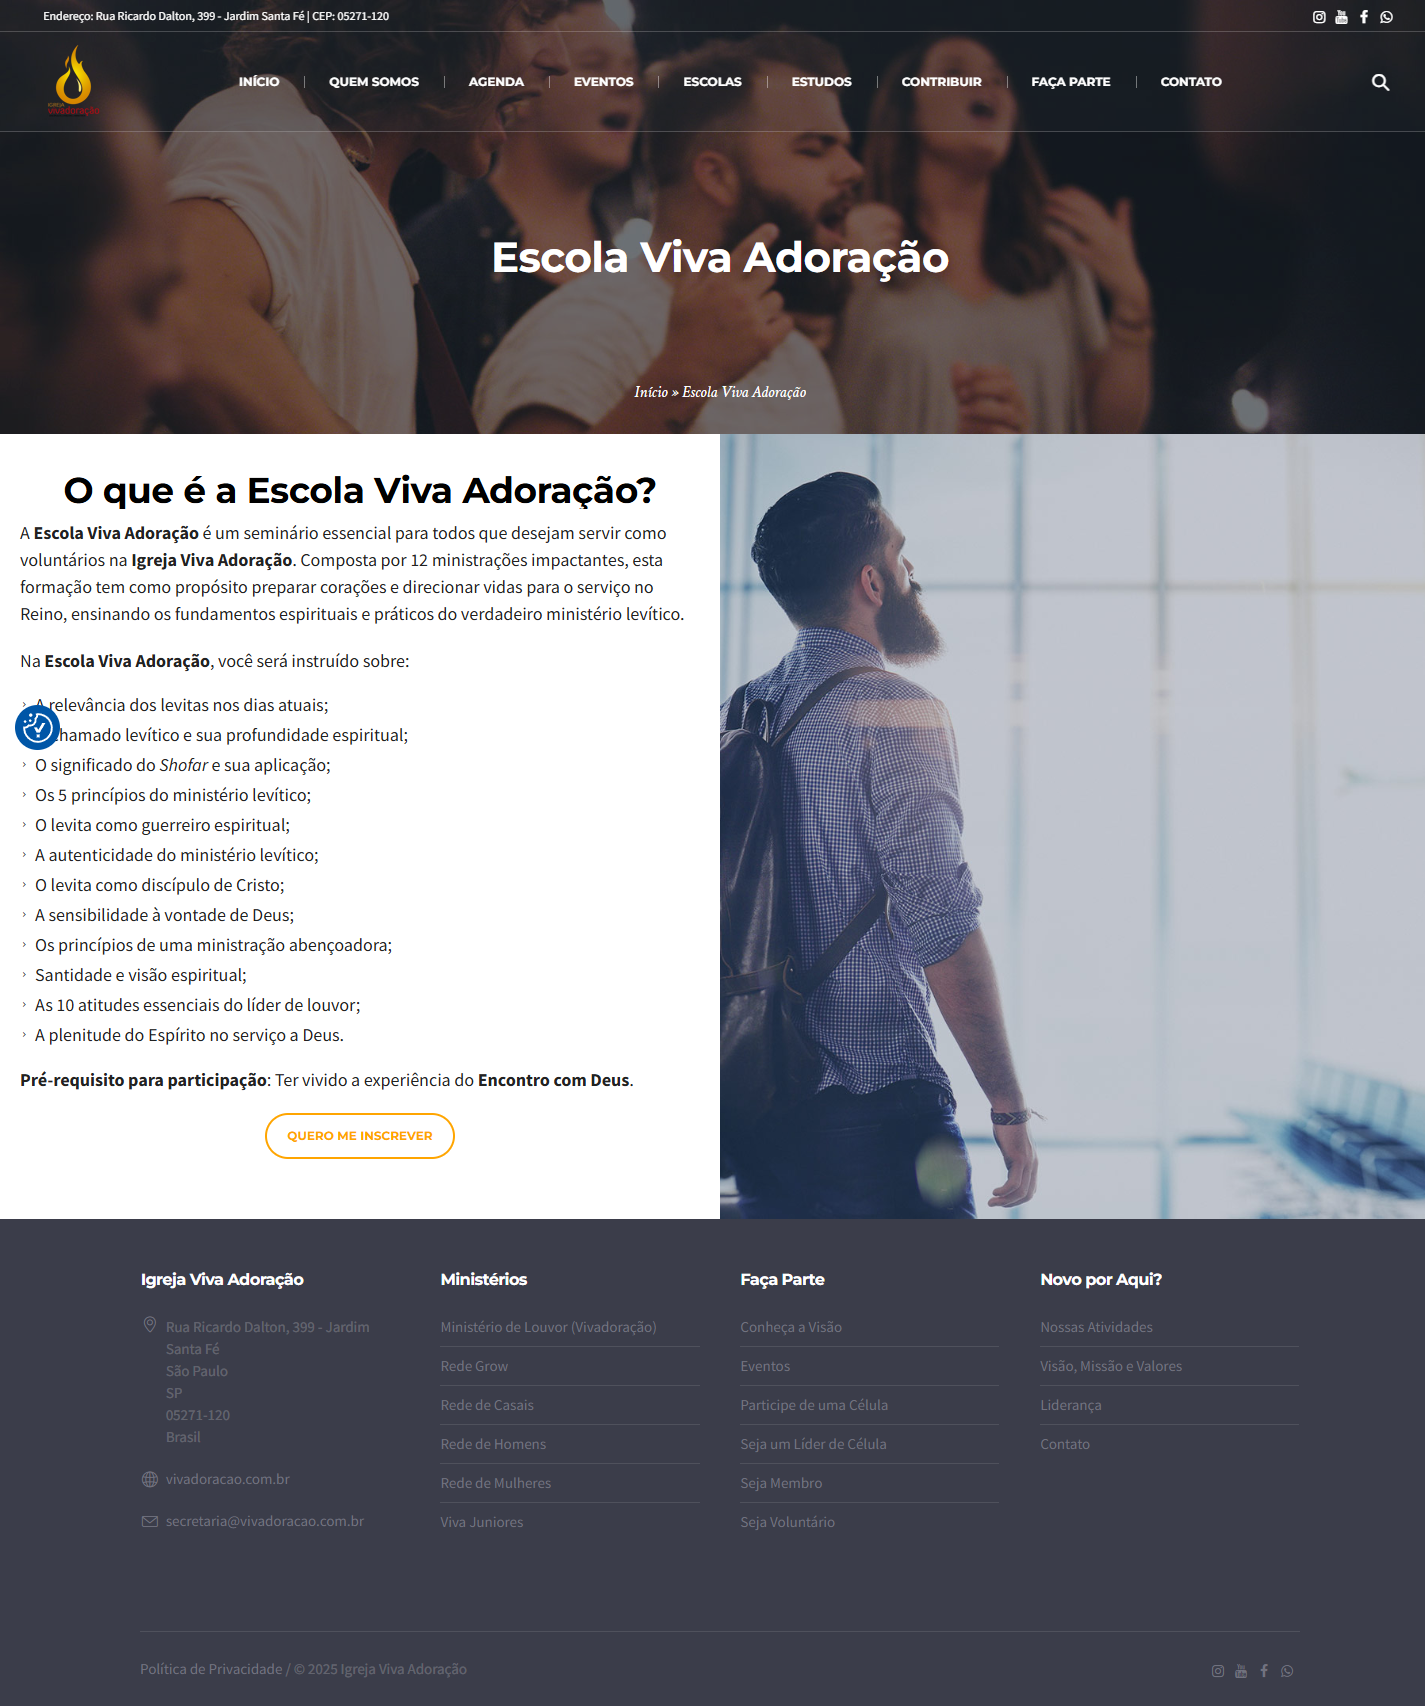 Endereço: Rua Ricardo Dalton, 399 - Jardim Santa Fé | CEP: 05271-120
IGREJA
vivadoração
INÍCIO
QUEM SOMOS
AGENDA
EVENTOS
ESCOLAS
ESTUDOS
CONTRIBUIR
FAÇA PARTE
CONTATO
Escola Viva Adoração
Início » Escola Viva Adoração
O que é a Escola Viva Adoração?
A Escola Viva Adoração é um seminário essencial para todos que desejam servir como
voluntários na Igreja Viva Adoração. Composta por 12 ministrações impactantes, esta
formação tem como propósito preparar corações e direcionar vidas para o serviço no
Reino, ensinando os fundamentos espirituais e práticos do verdadeiro ministério levítico.
Na Escola Viva Adoração, você será instruído sobre:
A relevância dos levitas nos dias atuais;
chamado levítico e sua profundidade espiritual;
O significado do Shofar e sua aplicação;
Os 5 princípios do ministério levítico;
O levita como guerreiro espiritual;
A autenticidade do ministério levítico;
O levita como discípulo de Cristo;
A sensibilidade à vontade de Deus;
Os princípios de uma ministração abençoadora;
Santidade e visão espiritual;
As 10 atitudes essenciais do líder de louvor;
A plenitude do Espírito no serviço a Deus.
Pré-requisito para participação: Ter vivido a experiência do Encontro com Deus.
QUERO ME INSCREVER
Igreja Viva Adoração
Rua Ricardo Dalton, 399 - Jardim
Santa Fé
São Paulo
SP
05271-120
Brasil
vivadoracao.com.br
secretaria@vivadoracao.com.br
Ministérios
Ministério de Louvor (Vivadoração)
Rede Grow
Rede de Casais
Rede de Homens
Rede de Mulheres
Viva Juniores
Faça Parte
Conheça a Visão
Eventos
Participe de uma Célula
Seja um Líder de Célula
Seja Membro
Seja Voluntário
Novo por Aqui?
Nossas Atividades
Visão, Missão e Valores
Liderança
Contato
Política de Privacidade / © 2025 Igreja Viva Adoração